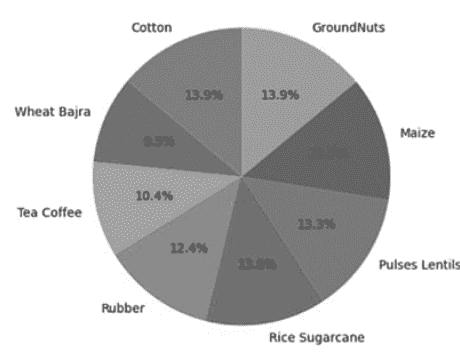 Cotton
GroundNuts
13.9%
13.9%
Wheat Bajra
Maize
10.4%
Tea Coffee
13.3%
12.4%
Pulses Lentils
Rubber
Rice Sugarcane